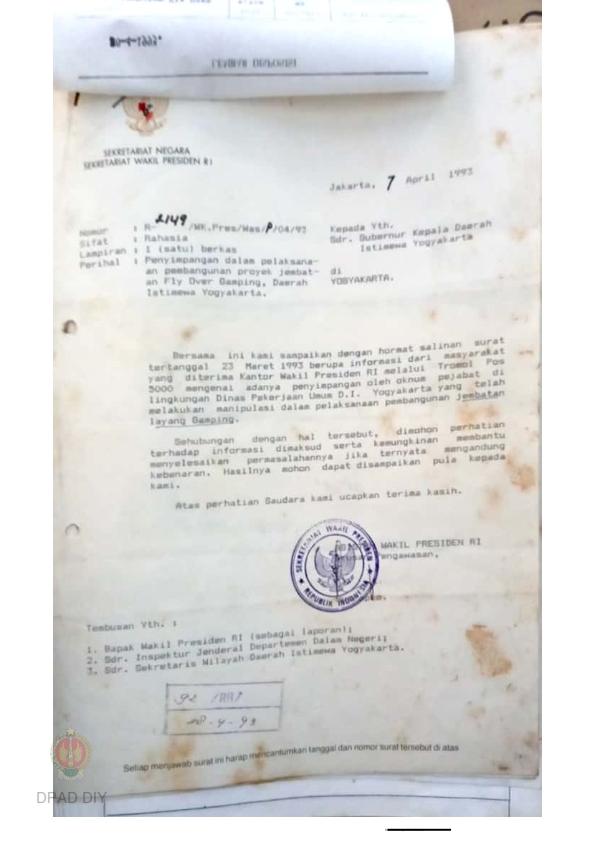 LEMBAR DISPOSISI
SEKRETARIAT NEGARA
SEKRETARIAT WAKIL PRESIDEN RI
Jakarta, 7 April 1993
Nomor : R-2149/WK.Pres/Was/P/04/93
Sifat : Rahasia
Lampiran : 1 (satu) berkas
Perihal : Penyimpangan dalam pelaksana-
an pembangunan proyek jembat-
an Fly Over Gamping, Daerah
Istimewa Yogyakarta.
Kepada Yth.
Sdr. Gubernur Kepala Daerah
Istimewa Yogyakarta
di
YOGYAKARTA.
Bersama ini kami sampaikan dengan hormat salinan surat
tertanggal 23 Maret 1993 berupa informasi dari masyarakat
yang diterima Kantor Wakil Presiden RI melalui Tromol Pos
5000 mengenai adanya penyimpangan oleh oknum pejabat di
lingkungan Dinas Pekerjaan Umum D.I. Yogyakarta yang telah
melakukan manipulasi dalam pelaksanaan pembangunan jembatan
layang Gamping.
Sehubungan dengan hal tersebut, dimohon perhatian
terhadap informasi dimaksud serta kemungkinan membantu
menyelesaikan permasalahannya jika ternyata mengandung
kebenaran. Hasilnya mohon dapat disampaikan pula kepada
kami.
Atas perhatian Saudara kami ucapkan terima kasih.
WAKIL PRESIDEN RI
Pengawasan,
SEKRETARIAT WAKIL PRESIDEN
REPUBLIK INDONESIA
Tembusan Yth. :
1. Bapak Wakil Presiden RI (sebagai laporan);
2. Sdr. Inspektur Jenderal Departemen Dalam Negeri;
3. Sdr. Sekretaris Wilayah Daerah Istimewa Yogyakarta.
28-4-93
Setiap menjawab surat ini harap mencantumkan tanggal dan nomor surat tersebut di atas
DPAD DIY